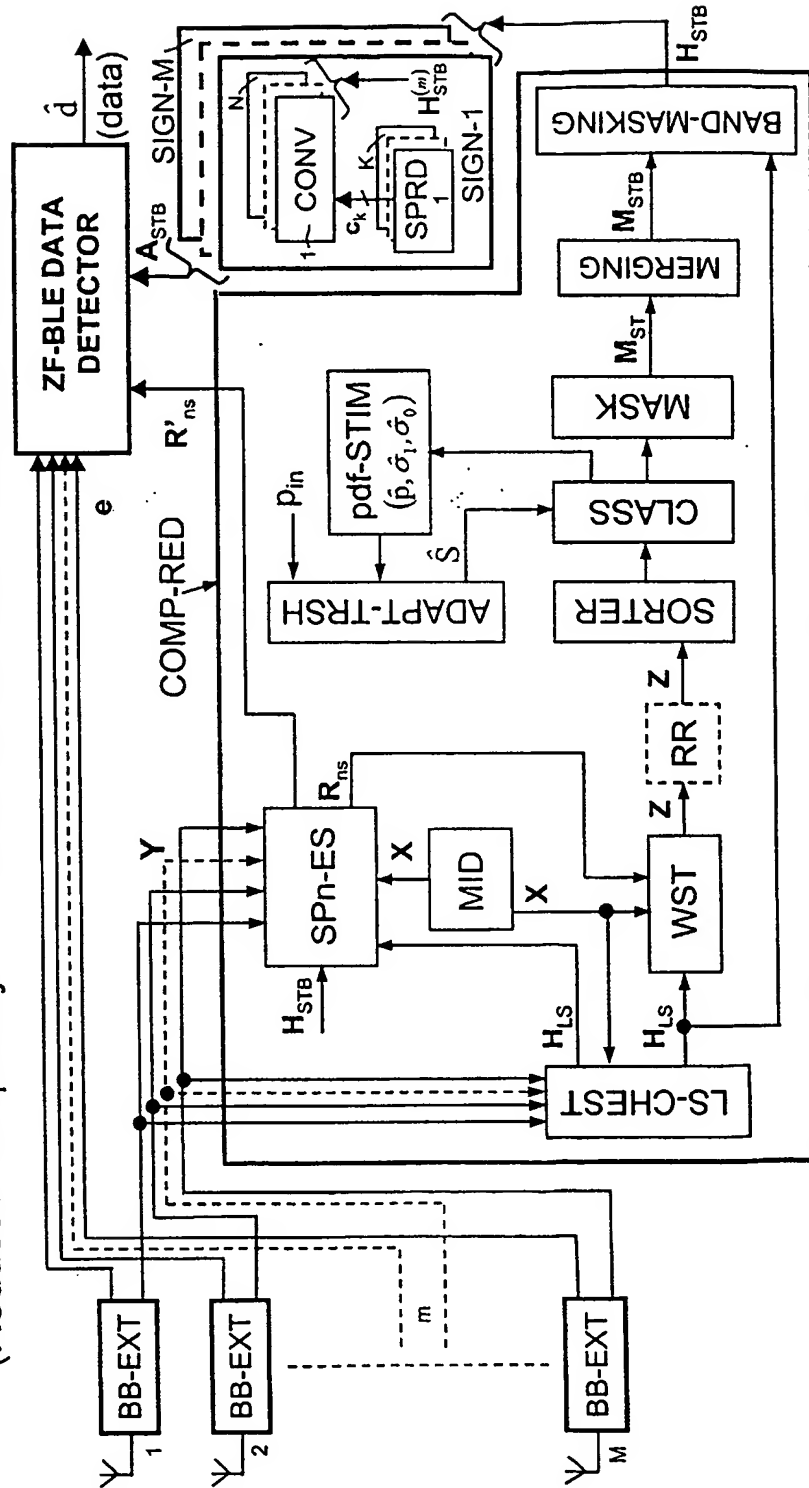 ZF-BLE DATA
DETECTOR
d̂
(data)
A_STB
SIGN-M
N
CONV
1
H_STB^(m)
c_k
K
SPRD
1
SIGN-1
H_STB
R'_ns
e
COMP-RED
BB-EXT
1
BB-EXT
2
m
BB-EXT
M
Y
SPn-ES
H_STB
R_ns
X
MID
X
H_LS
LS-CHEST
H_LS
WST
Z
RR
Z
SORTER
CLASS
pdf-STIM
(p̂, σ̂₁, σ̂₀)
p_in
ADAPT-TRSH
Ŝ
MASK
M_ST
MERGING
M_STB
BAND-MASKING